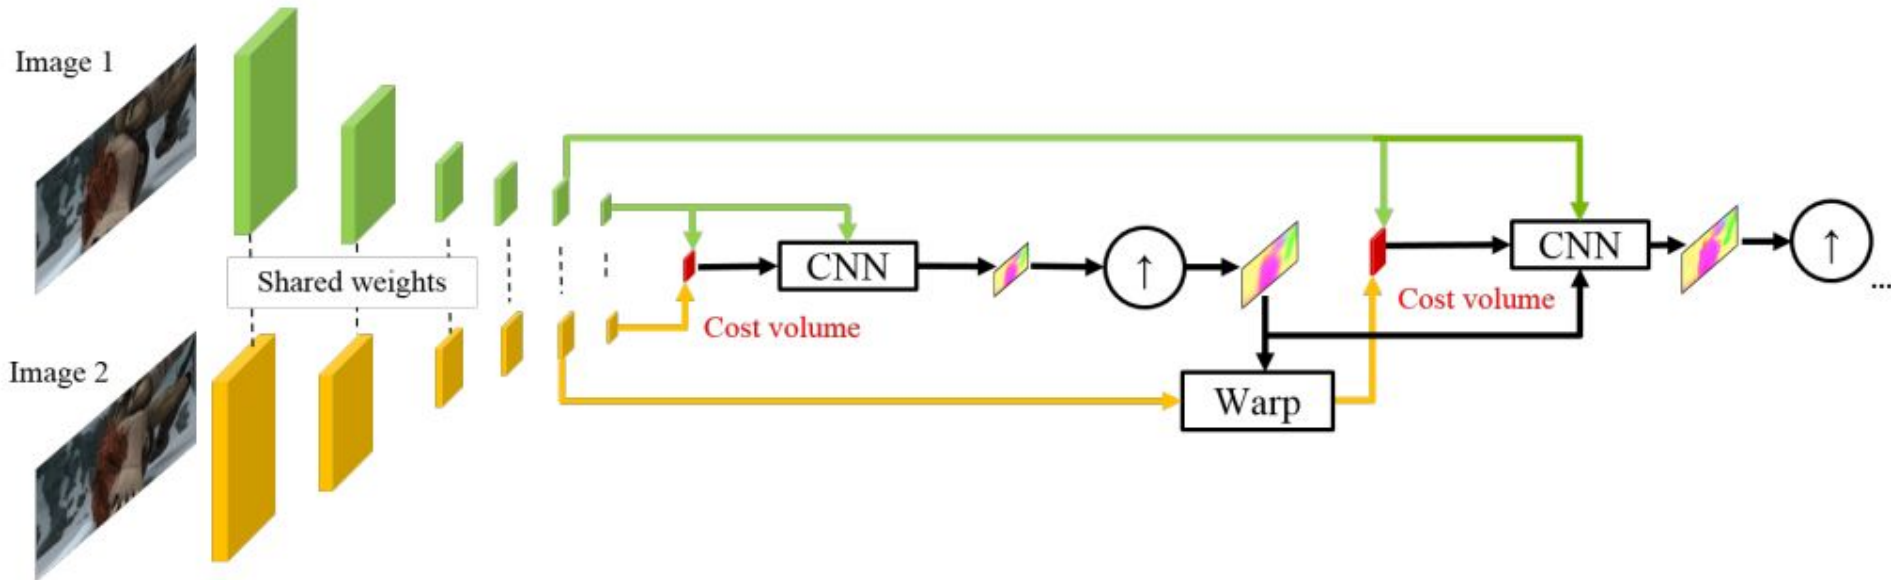 Image 1
Shared weights
Image 2
CNN
Cost volume
↑
Warp
Cost volume
CNN
↑
...